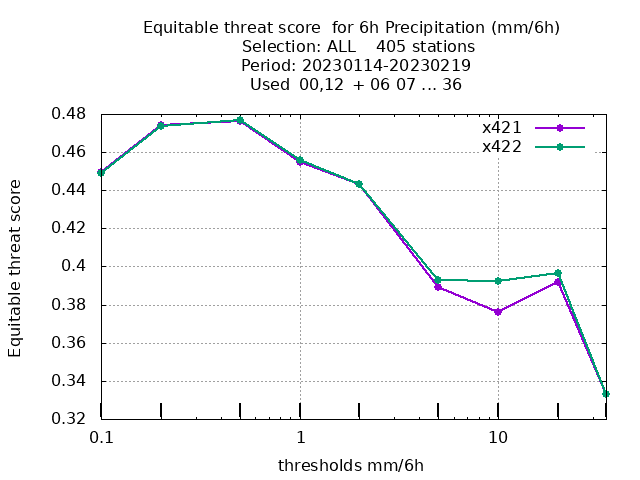 Equitable threat score  for 6h Precipitation (mm/6h)
Selection: ALL    405 stations
Period: 20230114-20230219
Used  00,12  + 06 07 ... 36
x421
x422
0.48
0.46
0.44
0.42
0.4
0.38
0.36
0.34
0.32
Equitable threat score
0.1
1
10
thresholds mm/6h